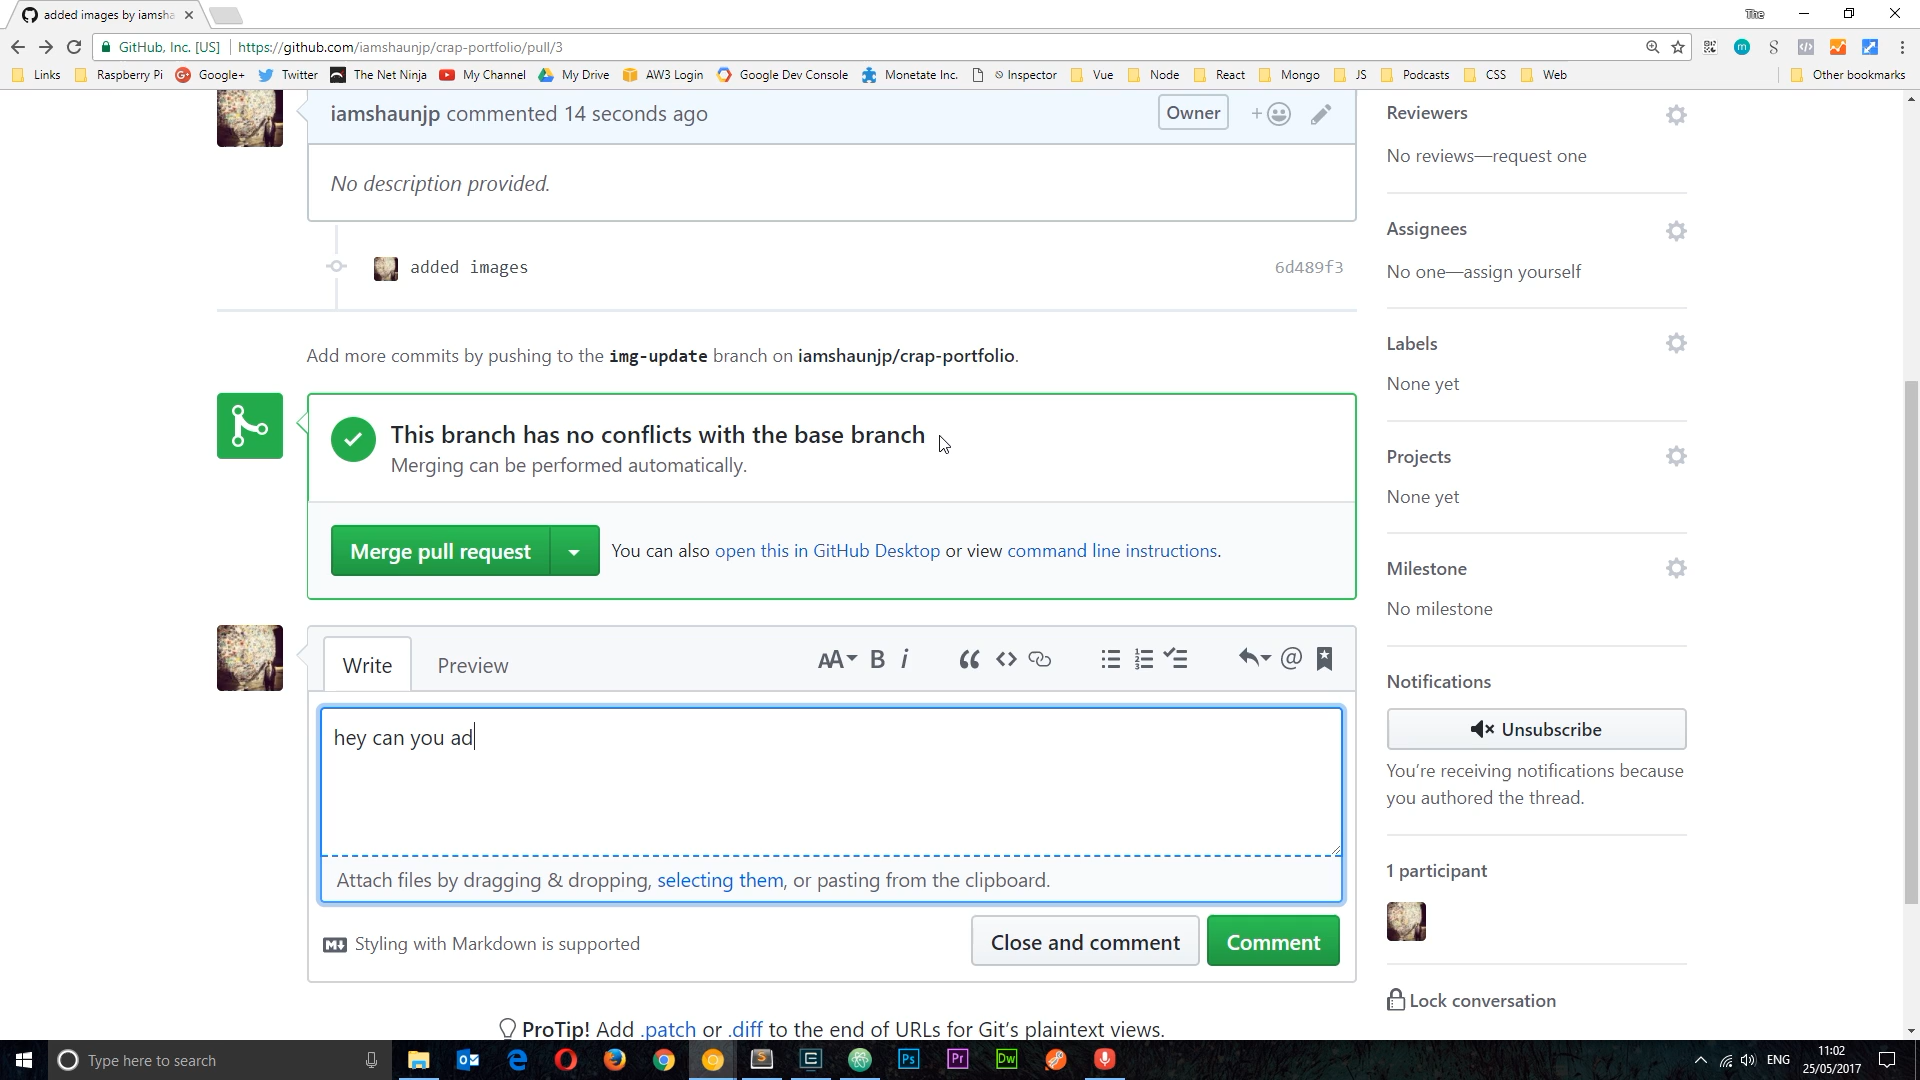 added images by iamsha
The
GitHub, Inc. [US] https://github.com/iamshaunjp/crap-portfolio/pull/3
Links Raspberry Pi Google+ Twitter The Net Ninja My Channel My Drive AW3 Login Google Dev Console Monetate Inc. Inspector Vue Node React Mongo JS Podcasts CSS Web Other bookmarks
iamshaunjp commented 14 seconds ago Owner
No description provided.
added images 6d489f3
Add more commits by pushing to the img-update branch on iamshaunjp/crap-portfolio.
This branch has no conflicts with the base branch
Merging can be performed automatically.
Merge pull request You can also open this in GitHub Desktop or view command line instructions.
Write Preview AA B i
hey can you ad
Attach files by dragging & dropping, selecting them, or pasting from the clipboard.
Styling with Markdown is supported
Close and comment Comment
ProTip! Add .patch or .diff to the end of URLs for Git's plaintext views.
Reviewers
No reviews—request one
Assignees
No one—assign yourself
Labels
None yet
Projects
None yet
Milestone
No milestone
Notifications
Unsubscribe
You're receiving notifications because
you authored the thread.
1 participant
Lock conversation
Type here to search
ENG
11:02
25/05/2017